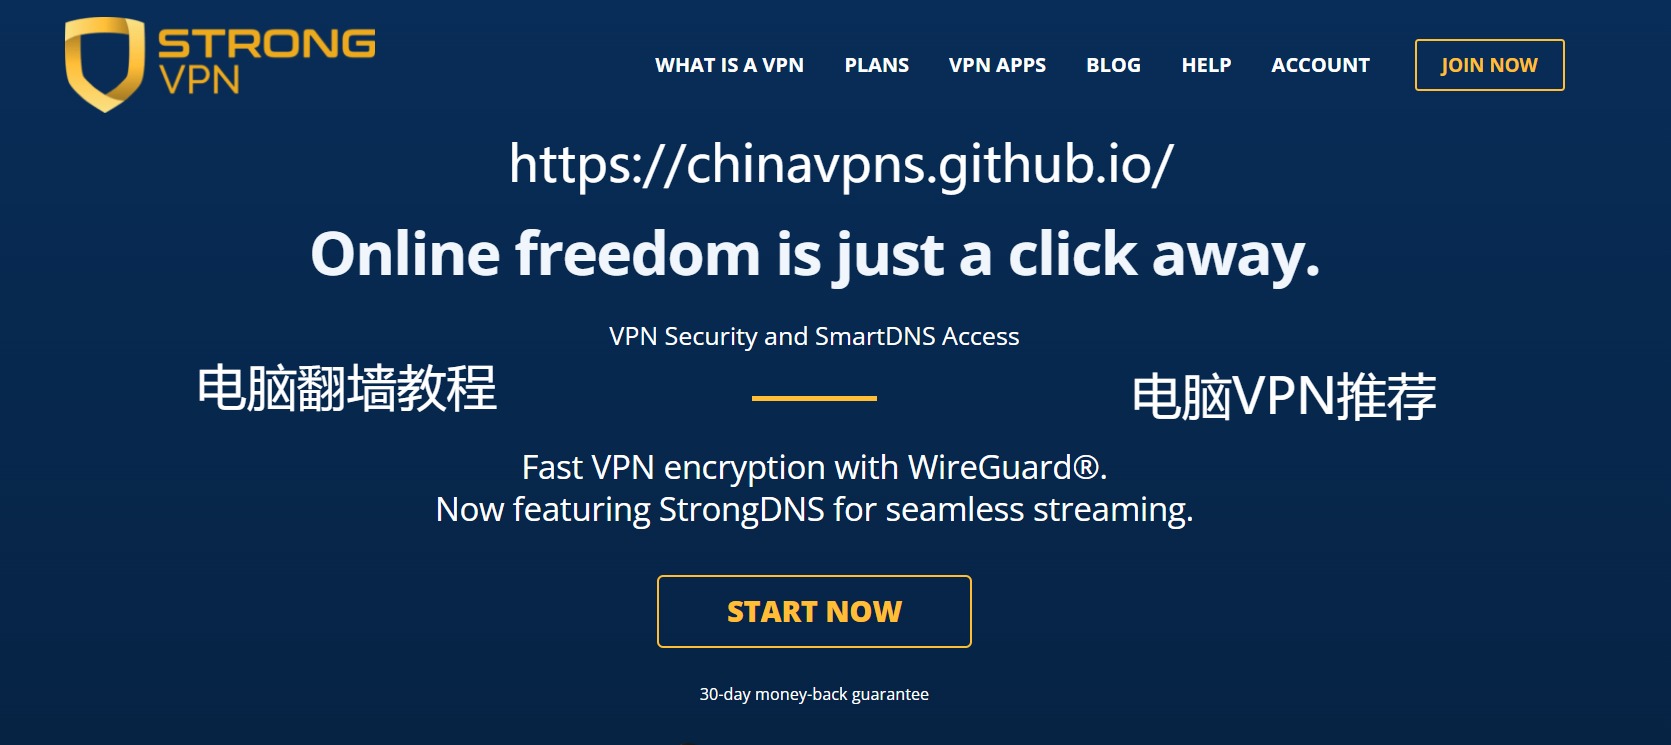 STRONG
VPN
WHAT IS A VPN PLANS VPN APPS BLOG HELP ACCOUNT JOIN NOW
https://chinavpns.github.io/
Online freedom is just a click away.
VPN Security and SmartDNS Access
电脑翻墙教程
电脑VPN推荐
Fast VPN encryption with WireGuard®.
Now featuring StrongDNS for seamless streaming.
START NOW
30-day money-back guarantee